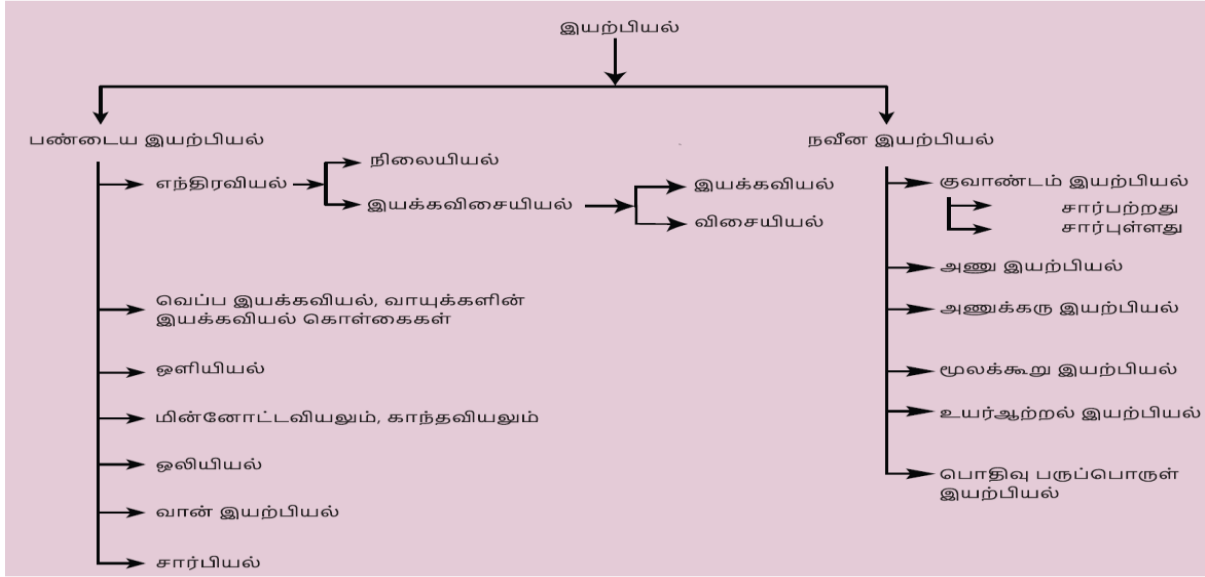 இயற்பியல்
பண்டைய இயற்பியல்
எந்திரவியல்
நிலையியல்
இயக்கவிசையியல்
இயக்கவியல்
விசையியல்
வெப்ப இயக்கவியல், வாயுக்களின்
இயக்கவியல் கொள்கைகள்
ஒளியியல்
மின்னோட்டவியலும், காந்தவியலும்
ஒலியியல்
வான் இயற்பியல்
சார்பியல்
நவீன இயற்பியல்
குவாண்டம் இயற்பியல்
சார்பற்றது
சார்புள்ளது
அணு இயற்பியல்
அணுக்கரு இயற்பியல்
மூலக்கூறு இயற்பியல்
உயர்ஆற்றல் இயற்பியல்
பொதிவு பருப்பொருள்
இயற்பியல்